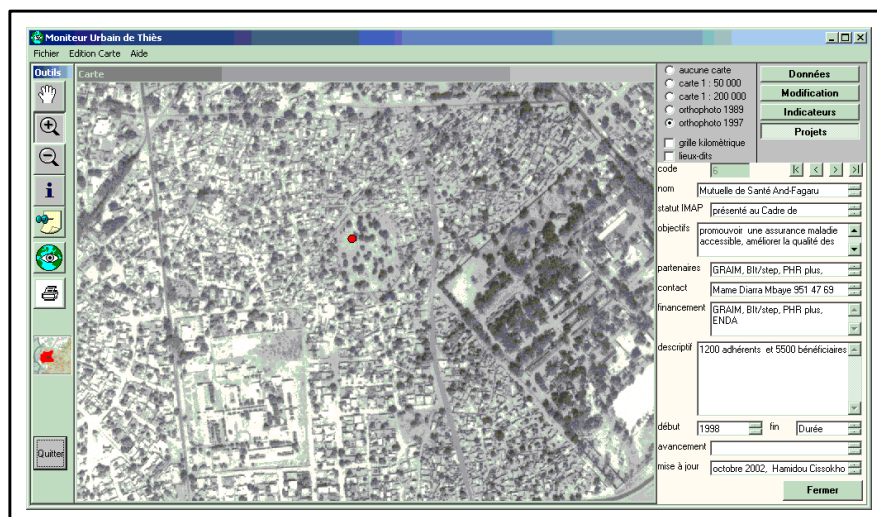 Moniteur Urbain de Thiès
Fichier Edition Carte Aide
Outils
Carte
i
Quitter
aucune carte
carte 1 : 50 000
carte 1 : 200 000
orthophoto 1989
orthophoto 1997
grille kilomètrique
lieux-dits
Données
Modification
Indicateurs
Projets
code 6
nom Mutuelle de Santé And-Fagaru
statut IMAP présenté au Cadre de
objectifs promouvoir une assurance maladie
accessible, améliorer la qualité des
partenaires GRAIM, BIt/step, PHR plus,
contact Mame Diarra Mbaye 951 47 69
financement GRAIM, BIt/step, PHR plus,
ENDA
descriptif 1200 adhérents et 5500 bénéficiaires
début 1998 fin Durée
avancement
mise à jour octobre 2002, Hamidou Cissokho
Fermer